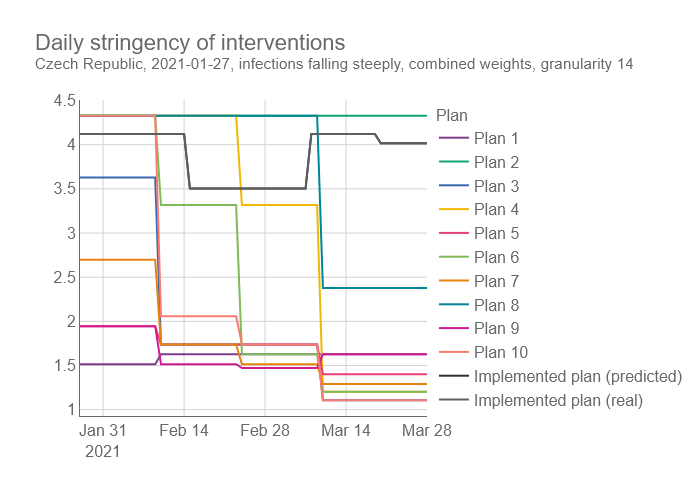 Daily stringency of interventions
Czech Republic, 2021-01-27, infections falling steeply, combined weights, granularity 14
4.5
4
3.5
3
2.5
2
1.5
1
Jan 31
2021
Feb 14
Feb 28
Mar 14
Mar 28
Plan
Plan 1
Plan 2
Plan 3
Plan 4
Plan 5
Plan 6
Plan 7
Plan 8
Plan 9
Plan 10
Implemented plan (predicted)
Implemented plan (real)